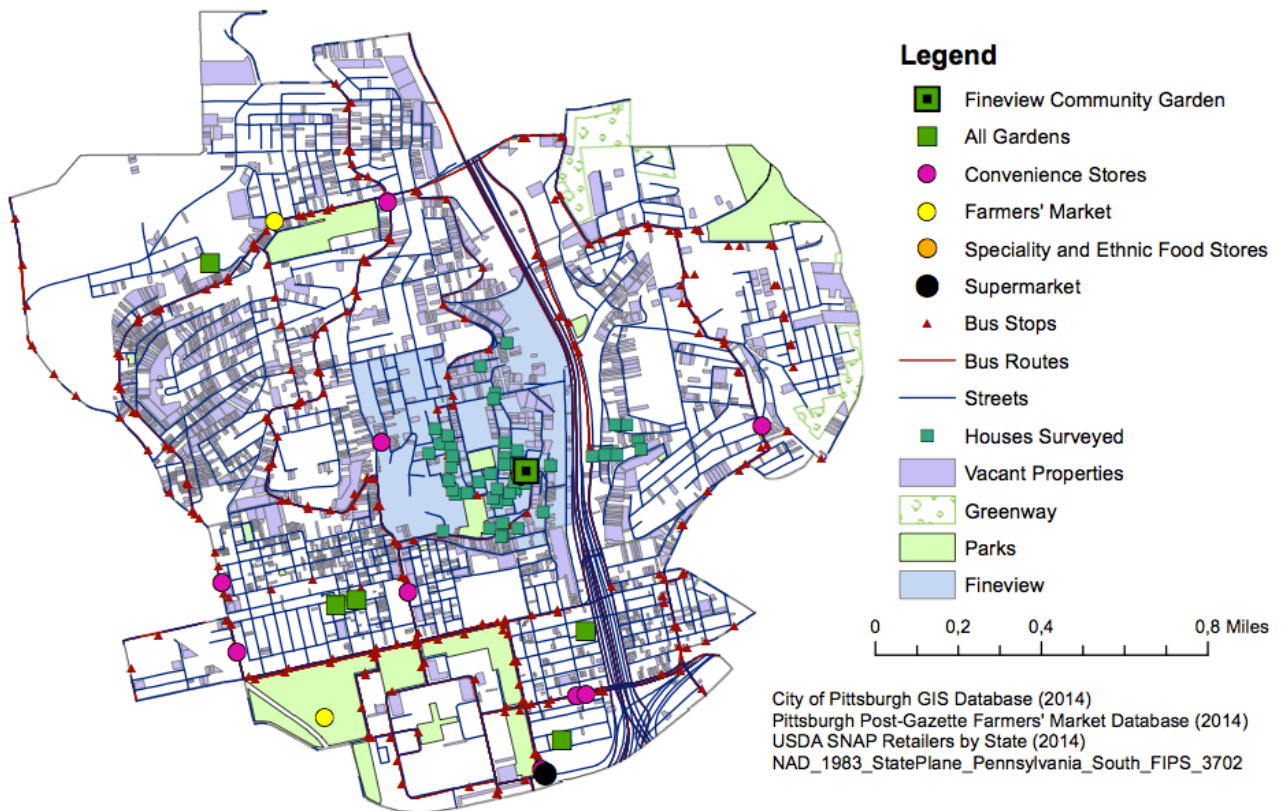 Legend
Fineview Community Garden
All Gardens
Convenience Stores
Farmers' Market
Speciality and Ethnic Food Stores
Supermarket
Bus Stops
Bus Routes
Streets
Houses Surveyed
Vacant Properties
Greenway
Parks
Fineview
0 0,2 0,4 0,8 Miles
City of Pittsburgh GIS Database (2014)
Pittsburgh Post-Gazette Farmers' Market Database (2014)
USDA SNAP Retailers by State (2014)
NAD_1983_StatePlane_Pennsylvania_South_FIPS_3702